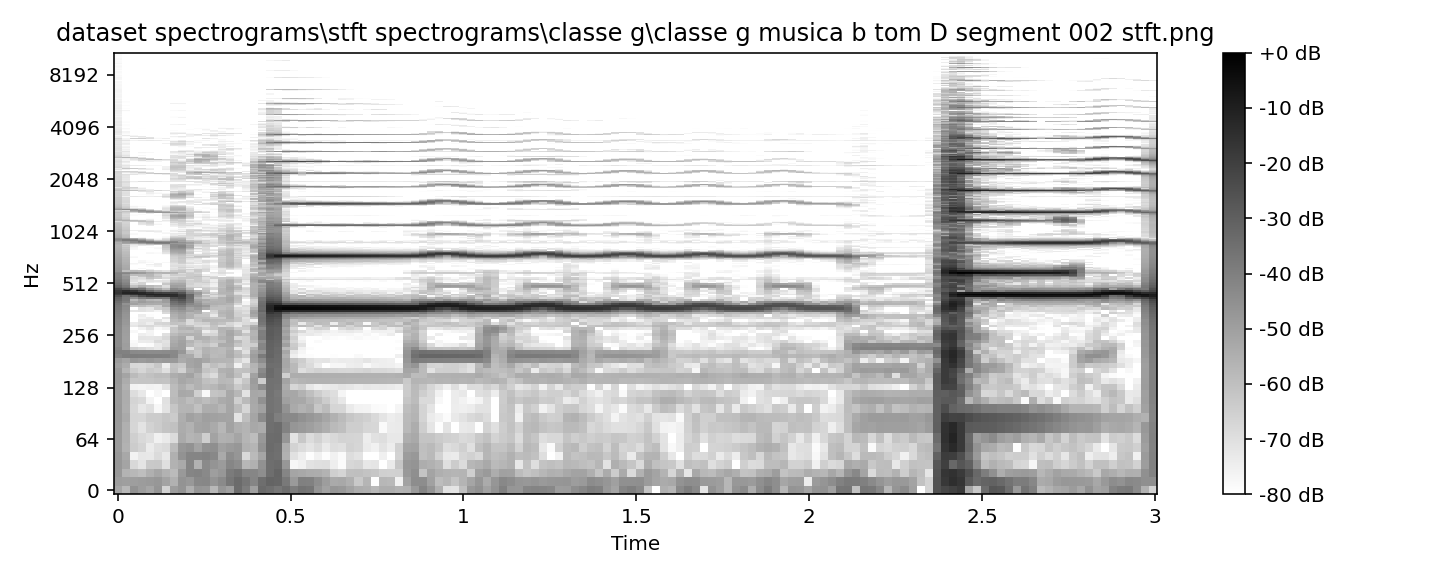 dataset spectrograms\stft spectrograms\classe g\classe g musica b tom D segment 002 stft.png
8192
4096
2048
1024
512
256
128
64
0
Hz
0
0.5
1
1.5
2
2.5
3
Time
+0 dB
-10 dB
-20 dB
-30 dB
-40 dB
-50 dB
-60 dB
-70 dB
-80 dB